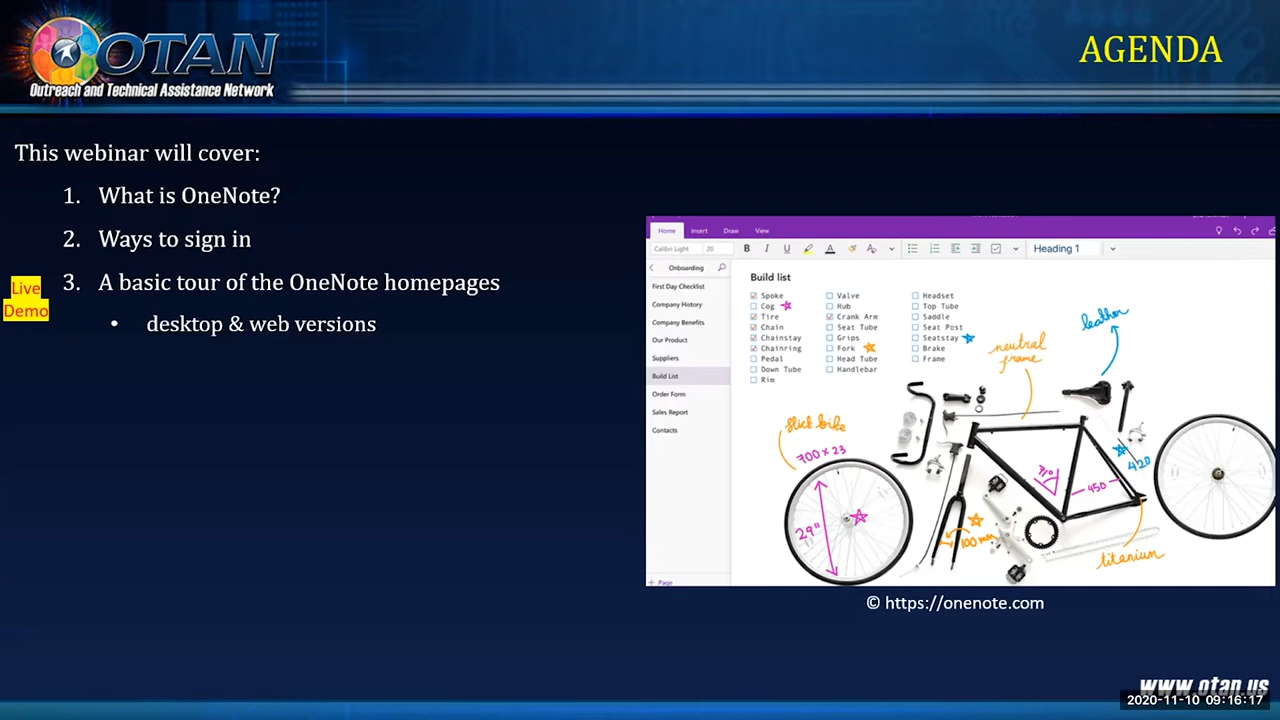 OTAN
Outreach and Technical Assistance Network
AGENDA
This webinar will cover:
1. What is OneNote?
2. Ways to sign in
Live
Demo
3. A basic tour of the OneNote homepages
• desktop & web versions
Home Insert Draw View
Calibri Light 20 B I U A Heading 1
Onboarding
First Day Checklist
Company History
Company Benefits
Our Product
Suppliers
Build List
Order Form
Sales Report
Contacts
+ Page
Build list
Spoke
Cog
Tire
Chain
Chainstay
Chainring
Pedal
Down Tube
Rim
Valve
Hub
Crank Arm
Seat Tube
Grips
Fork
Head Tube
Handlebar
Headset
Top Tube
Saddle
Seat Post
Seatstay
Brake
Frame
leather
neutral
frame
700 x 23
29"
100mm
450
420
titanium
© https://onenote.com
www.otan.us
2020-11-10 09:16:17